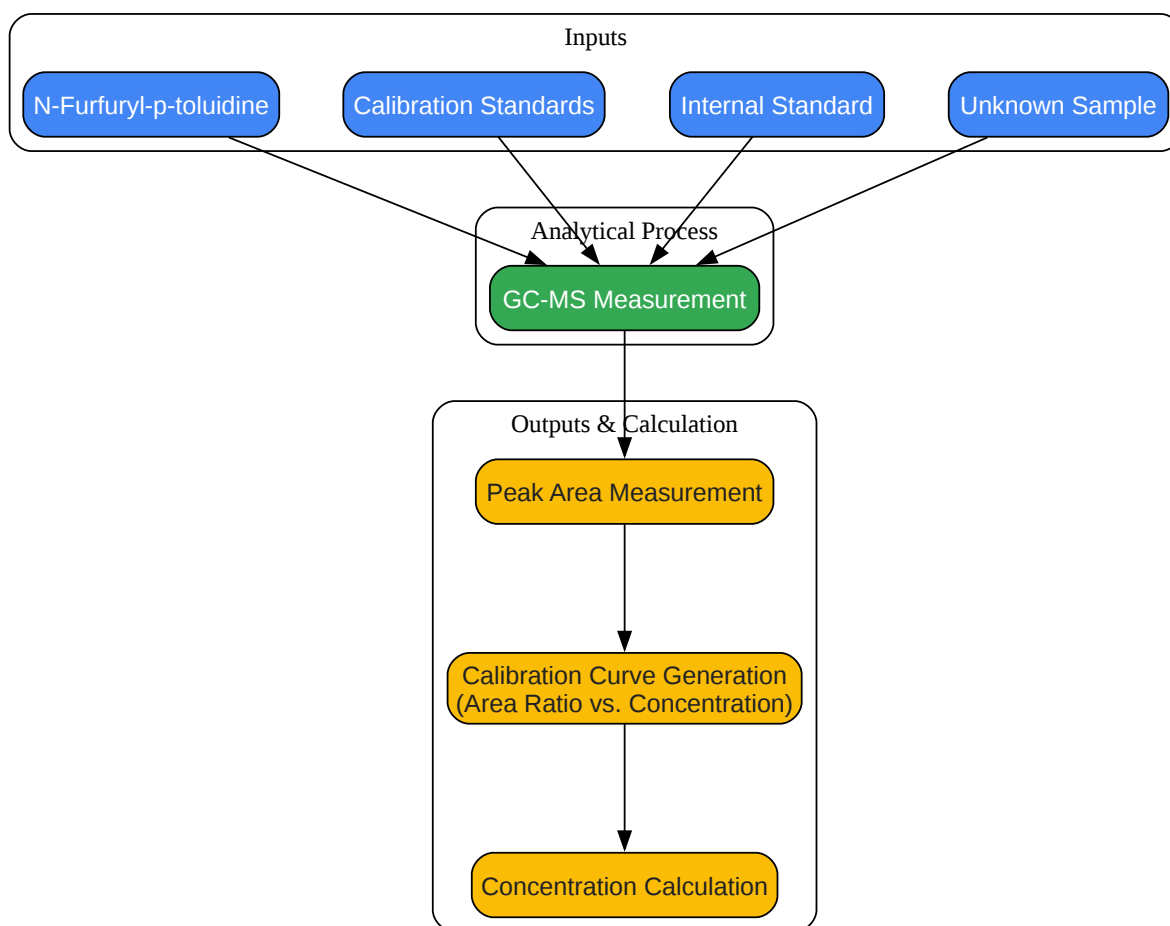 Inputs
N-Furfuryl-p-toluidine
Calibration Standards
Internal Standard
Unknown Sample
Analytical Process
GC-MS Measurement
Outputs & Calculation
Peak Area Measurement
Calibration Curve Generation
(Area Ratio vs. Concentration)
Concentration Calculation